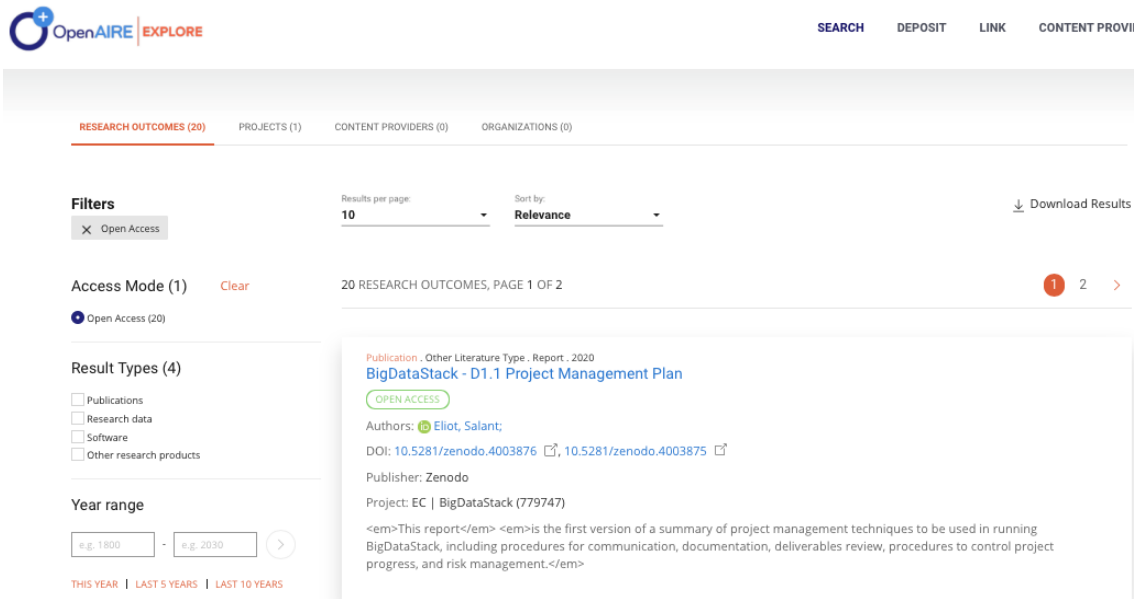 OpenAIRE | EXPLORE
SEARCH DEPOSIT LINK CONTENT PROVI
RESEARCH OUTCOMES (20) PROJECTS (1) CONTENT PROVIDERS (0) ORGANIZATIONS (0)
Filters
× Open Access
Results per page:
10
Sort by:
Relevance
Download Results
Access Mode (1) Clear
Open Access (20)
20 RESEARCH OUTCOMES, PAGE 1 OF 2
1 2 >
Result Types (4)
Publications
Research data
Software
Other research products
Year range
e.g. 1800 - e.g. 2030 >
THIS YEAR | LAST 5 YEARS | LAST 10 YEARS
Publication . Other Literature Type . Report . 2020
BigDataStack - D1.1 Project Management Plan
OPEN ACCESS
Authors: iD Eliot, Salant;
DOI: 10.5281/zenodo.4003876 , 10.5281/zenodo.4003875
Publisher: Zenodo
Project: EC | BigDataStack (779747)
<em>This report</em> <em>is the first version of a summary of project management techniques to be used in running
BigDataStack, including procedures for communication, documentation, deliverables review, procedures to control project
progress, and risk management.</em>